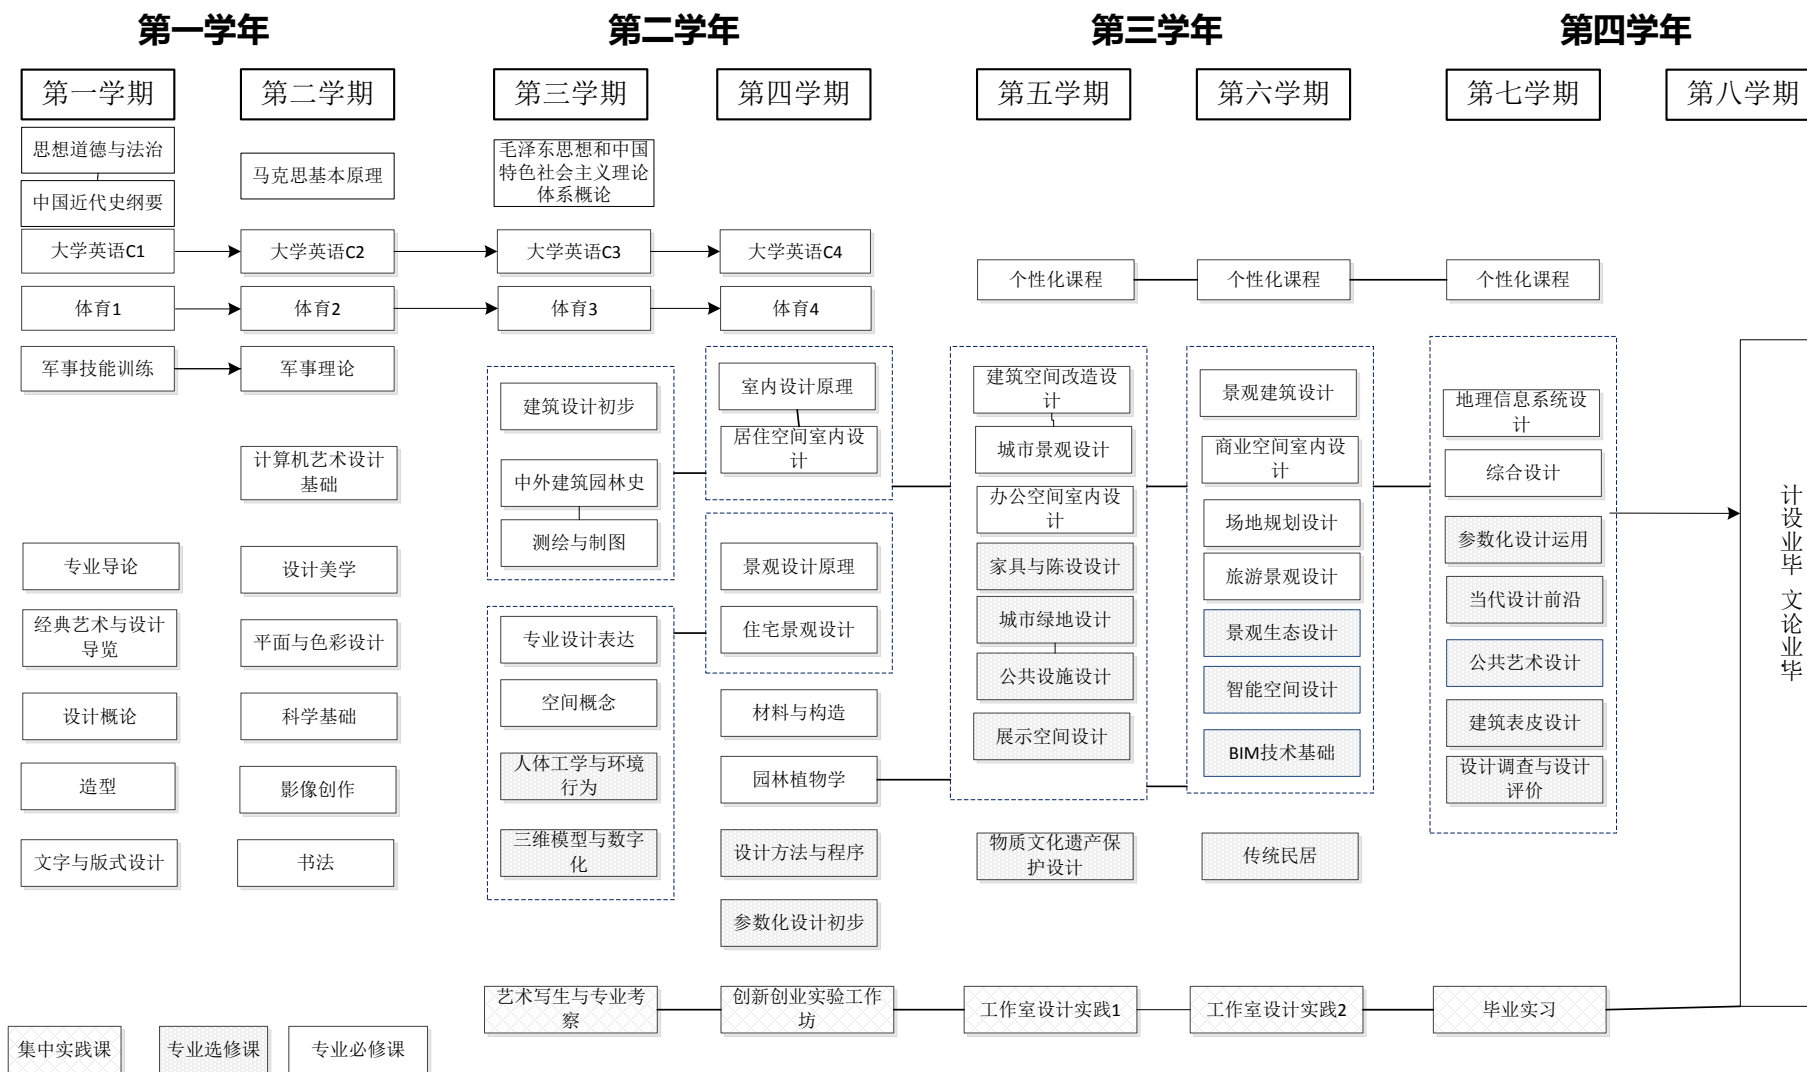 第一学年
第二学年
第三学年
第四学年
第一学期
第二学期
第三学期
第四学期
第五学期
第六学期
第七学期
第八学期
思想道德与法治
中国近代史纲要
马克思基本原理
毛泽东思想和中国
特色社会主义理论
体系概论
大学英语C1
大学英语C2
大学英语C3
大学英语C4
个性化课程
个性化课程
个性化课程
体育1
体育2
体育3
体育4
军事技能训练
军事理论
计算机艺术设计
基础
专业导论
设计美学
经典艺术与设计
导览
平面与色彩设计
设计概论
科学基础
造型
影像创作
文字与版式设计
书法
建筑设计初步
中外建筑园林史
测绘与制图
专业设计表达
空间概念
人体工学与环境
行为
三维模型与数字
化
室内设计原理
居住空间室内设
计
景观设计原理
住宅景观设计
材料与构造
园林植物学
设计方法与程序
参数化设计初步
建筑空间改造设
计
城市景观设计
办公空间室内设
计
家具与陈设设计
城市绿地设计
公共设施设计
展示空间设计
物质文化遗产保
护设计
景观建筑设计
商业空间室内设
计
场地规划设计
旅游景观设计
景观生态设计
智能空间设计
BIM技术基础
传统民居
地理信息系统设
计
综合设计
参数化设计运用
当代设计前沿
公共艺术设计
建筑表皮设计
设计调查与设计
评价
计设业毕 文论业毕
艺术写生与专业考
察
创新创业实验工作
坊
工作室设计实践1
工作室设计实践2
毕业实习
集中实践课
专业选修课
专业必修课